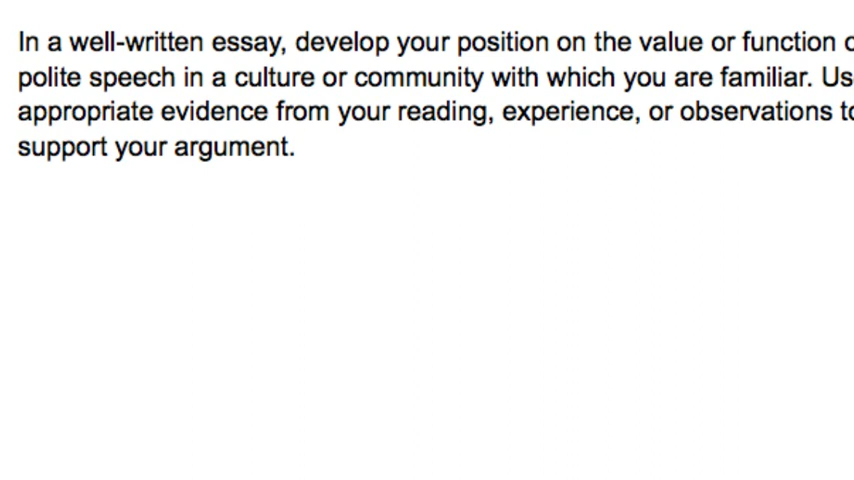 In a well-written essay, develop your position on the value or function
polite speech in a culture or community with which you are familiar.
appropriate evidence from your reading, experience, or observations
support your argument.